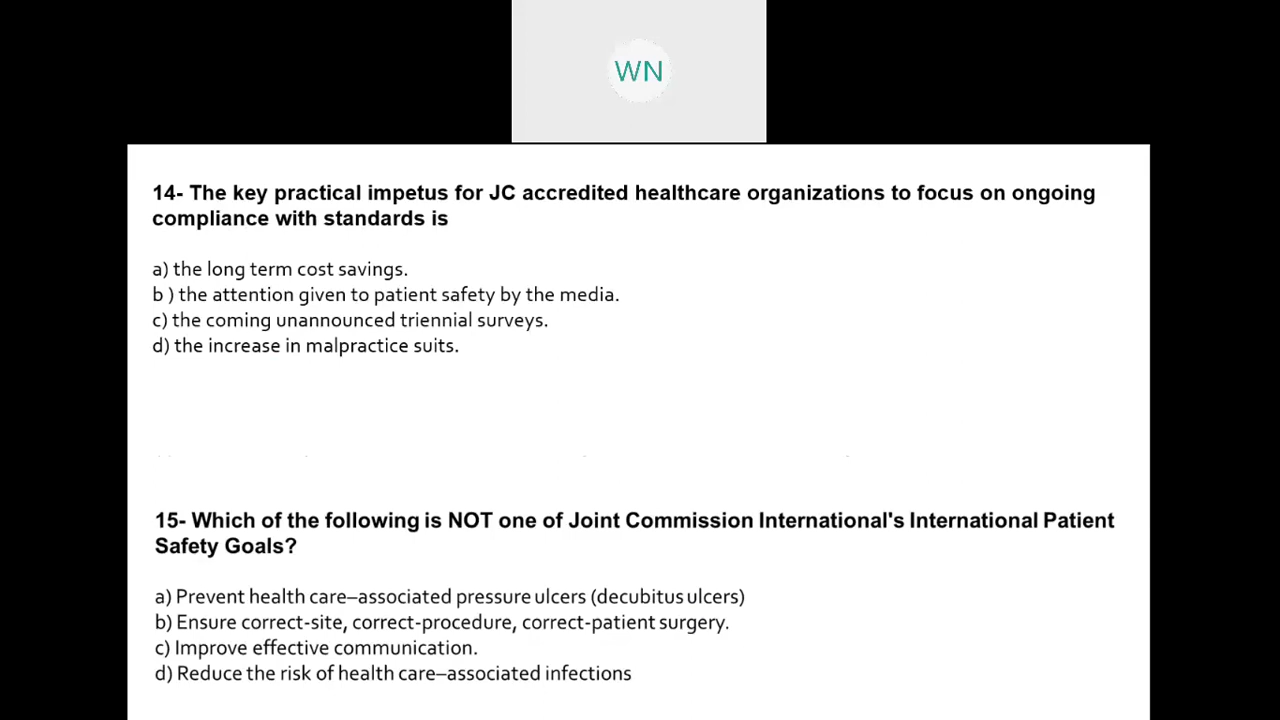 WN
14- The key practical impetus for JC accredited healthcare organizations to focus on ongoing
compliance with standards is
a) the long term cost savings.
b ) the attention given to patient safety by the media.
c) the coming unannounced triennial surveys.
d) the increase in malpractice suits.
15- Which of the following is NOT one of Joint Commission International's International Patient
Safety Goals?
a) Prevent health care–associated pressure ulcers (decubitus ulcers)
b) Ensure correct-site, correct-procedure, correct-patient surgery.
c) Improve effective communication.
d) Reduce the risk of health care–associated infections